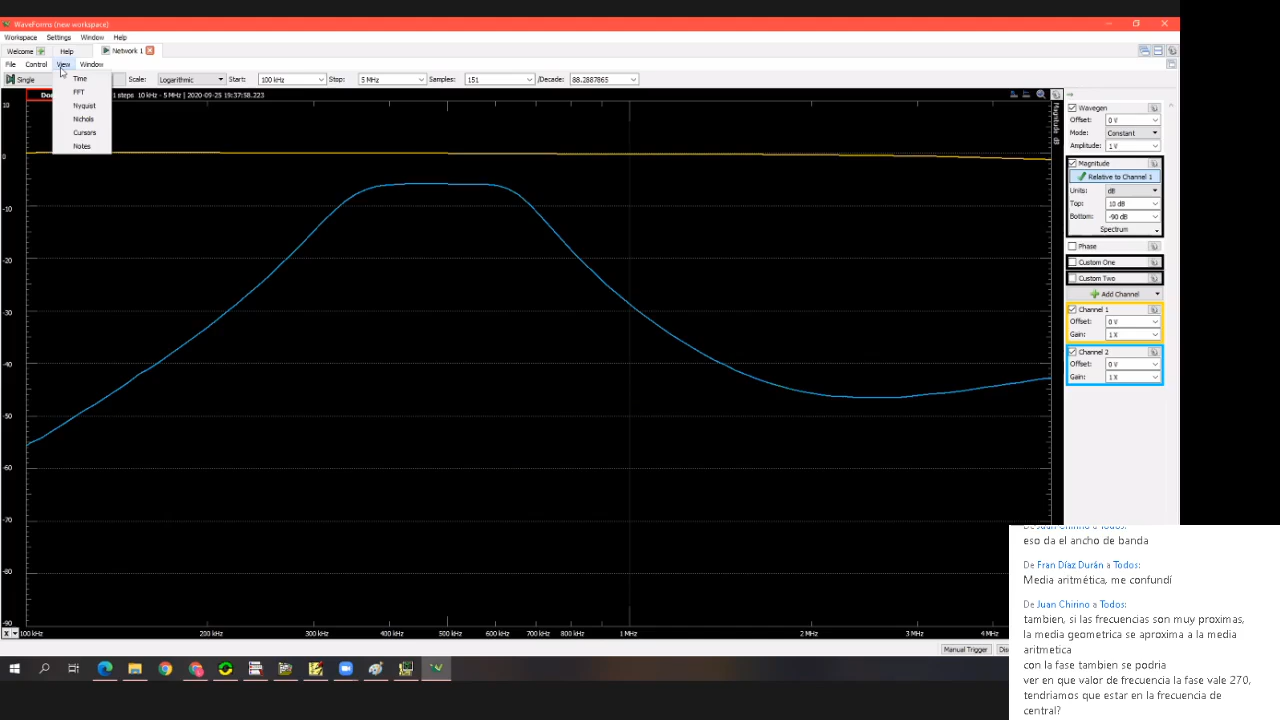 WaveForms (new workspace)
Workspace Settings Window Help
Welcome Help Network 1
File Control View Window
Single Scale: Logarithmic Start: 100 kHz Stop: 5 MHz Samples: 151 /Decade: 88.2887865
Time
FFT
Nyquist
Nichols
Cursors
Notes
1 steps 10 kHz - 5 MHz | 2020-09-25 19:37:58.223
Magnitude dB
10
0
-10
-20
-30
-40
-50
-60
-70
-80
-90
X 100 kHz 200 kHz 300 kHz 400 kHz 500 kHz 600 kHz 700 kHz 800 kHz 1 MHz 2 MHz 3 MHz 4 MHz
Wavegen
Offset: 0 V
Mode: Constant
Amplitude: 1 V
Magnitude
Relative to Channel 1
Units: dB
Top: 10 dB
Bottom: -90 dB
Spectrum
Phase
Custom One
Custom Two
Add Channel
Channel 1
Offset: 0 V
Gain: 1 X
Channel 2
Offset: 0 V
Gain: 1 X
Manual Trigger
De Juan Chirino a Todos:
eso da el ancho de banda
De Fran Díaz Durán a Todos:
Media aritmética, me confundí
De Juan Chirino a Todos:
tambien, si las frecuencias son muy proximas,
la media geometrica se aproxima a la media
aritmetica
con la fase tambien se podria
ver en que valor de frecuencia la fase vale 270,
tendriamos que estar en la frecuencia de
central?